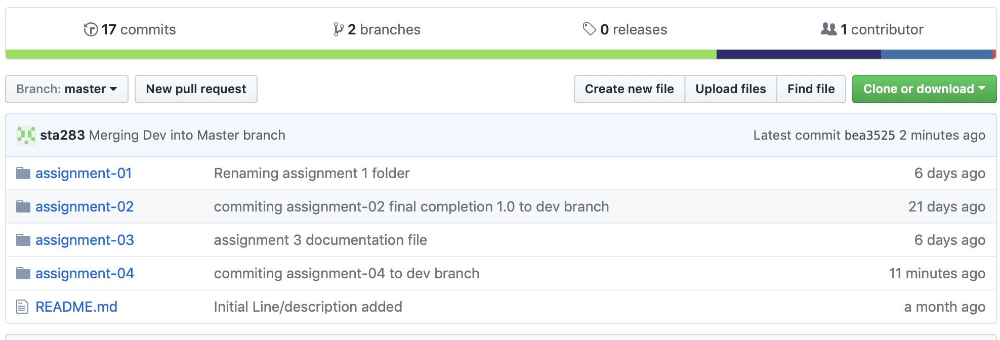 17 commits 2 branches 0 releases 1 contributor
Branch: master New pull request Create new file Upload files Find file Clone or download
sta283 Merging Dev into Master branch Latest commit bea3525 2 minutes ago
assignment-01 Renaming assignment 1 folder 6 days ago
assignment-02 commiting assignment-02 final completion 1.0 to dev branch 21 days ago
assignment-03 assignment 3 documentation file 6 days ago
assignment-04 commiting assignment-04 to dev branch 11 minutes ago
README.md Initial Line/description added a month ago